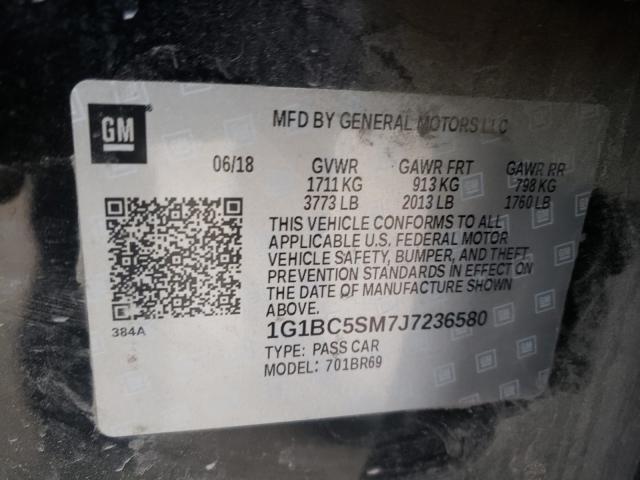 GM
MFD BY GENERAL MOTORS LLC
06/18 GVWR GAWR FRT GAWR RR
1711 KG 913 KG 798 KG
3773 LB 2013 LB 1760 LB
THIS VEHICLE CONFORMS TO ALL
APPLICABLE U.S. FEDERAL MOTOR
VEHICLE SAFETY, BUMPER, AND THEFT
PREVENTION STANDARDS IN EFFECT ON
THE DATE OF MANUFACTURE SHOWN
ABOVE.
384A
1G1BC5SM7J7236580
TYPE: PASS CAR
MODEL: 701BR69